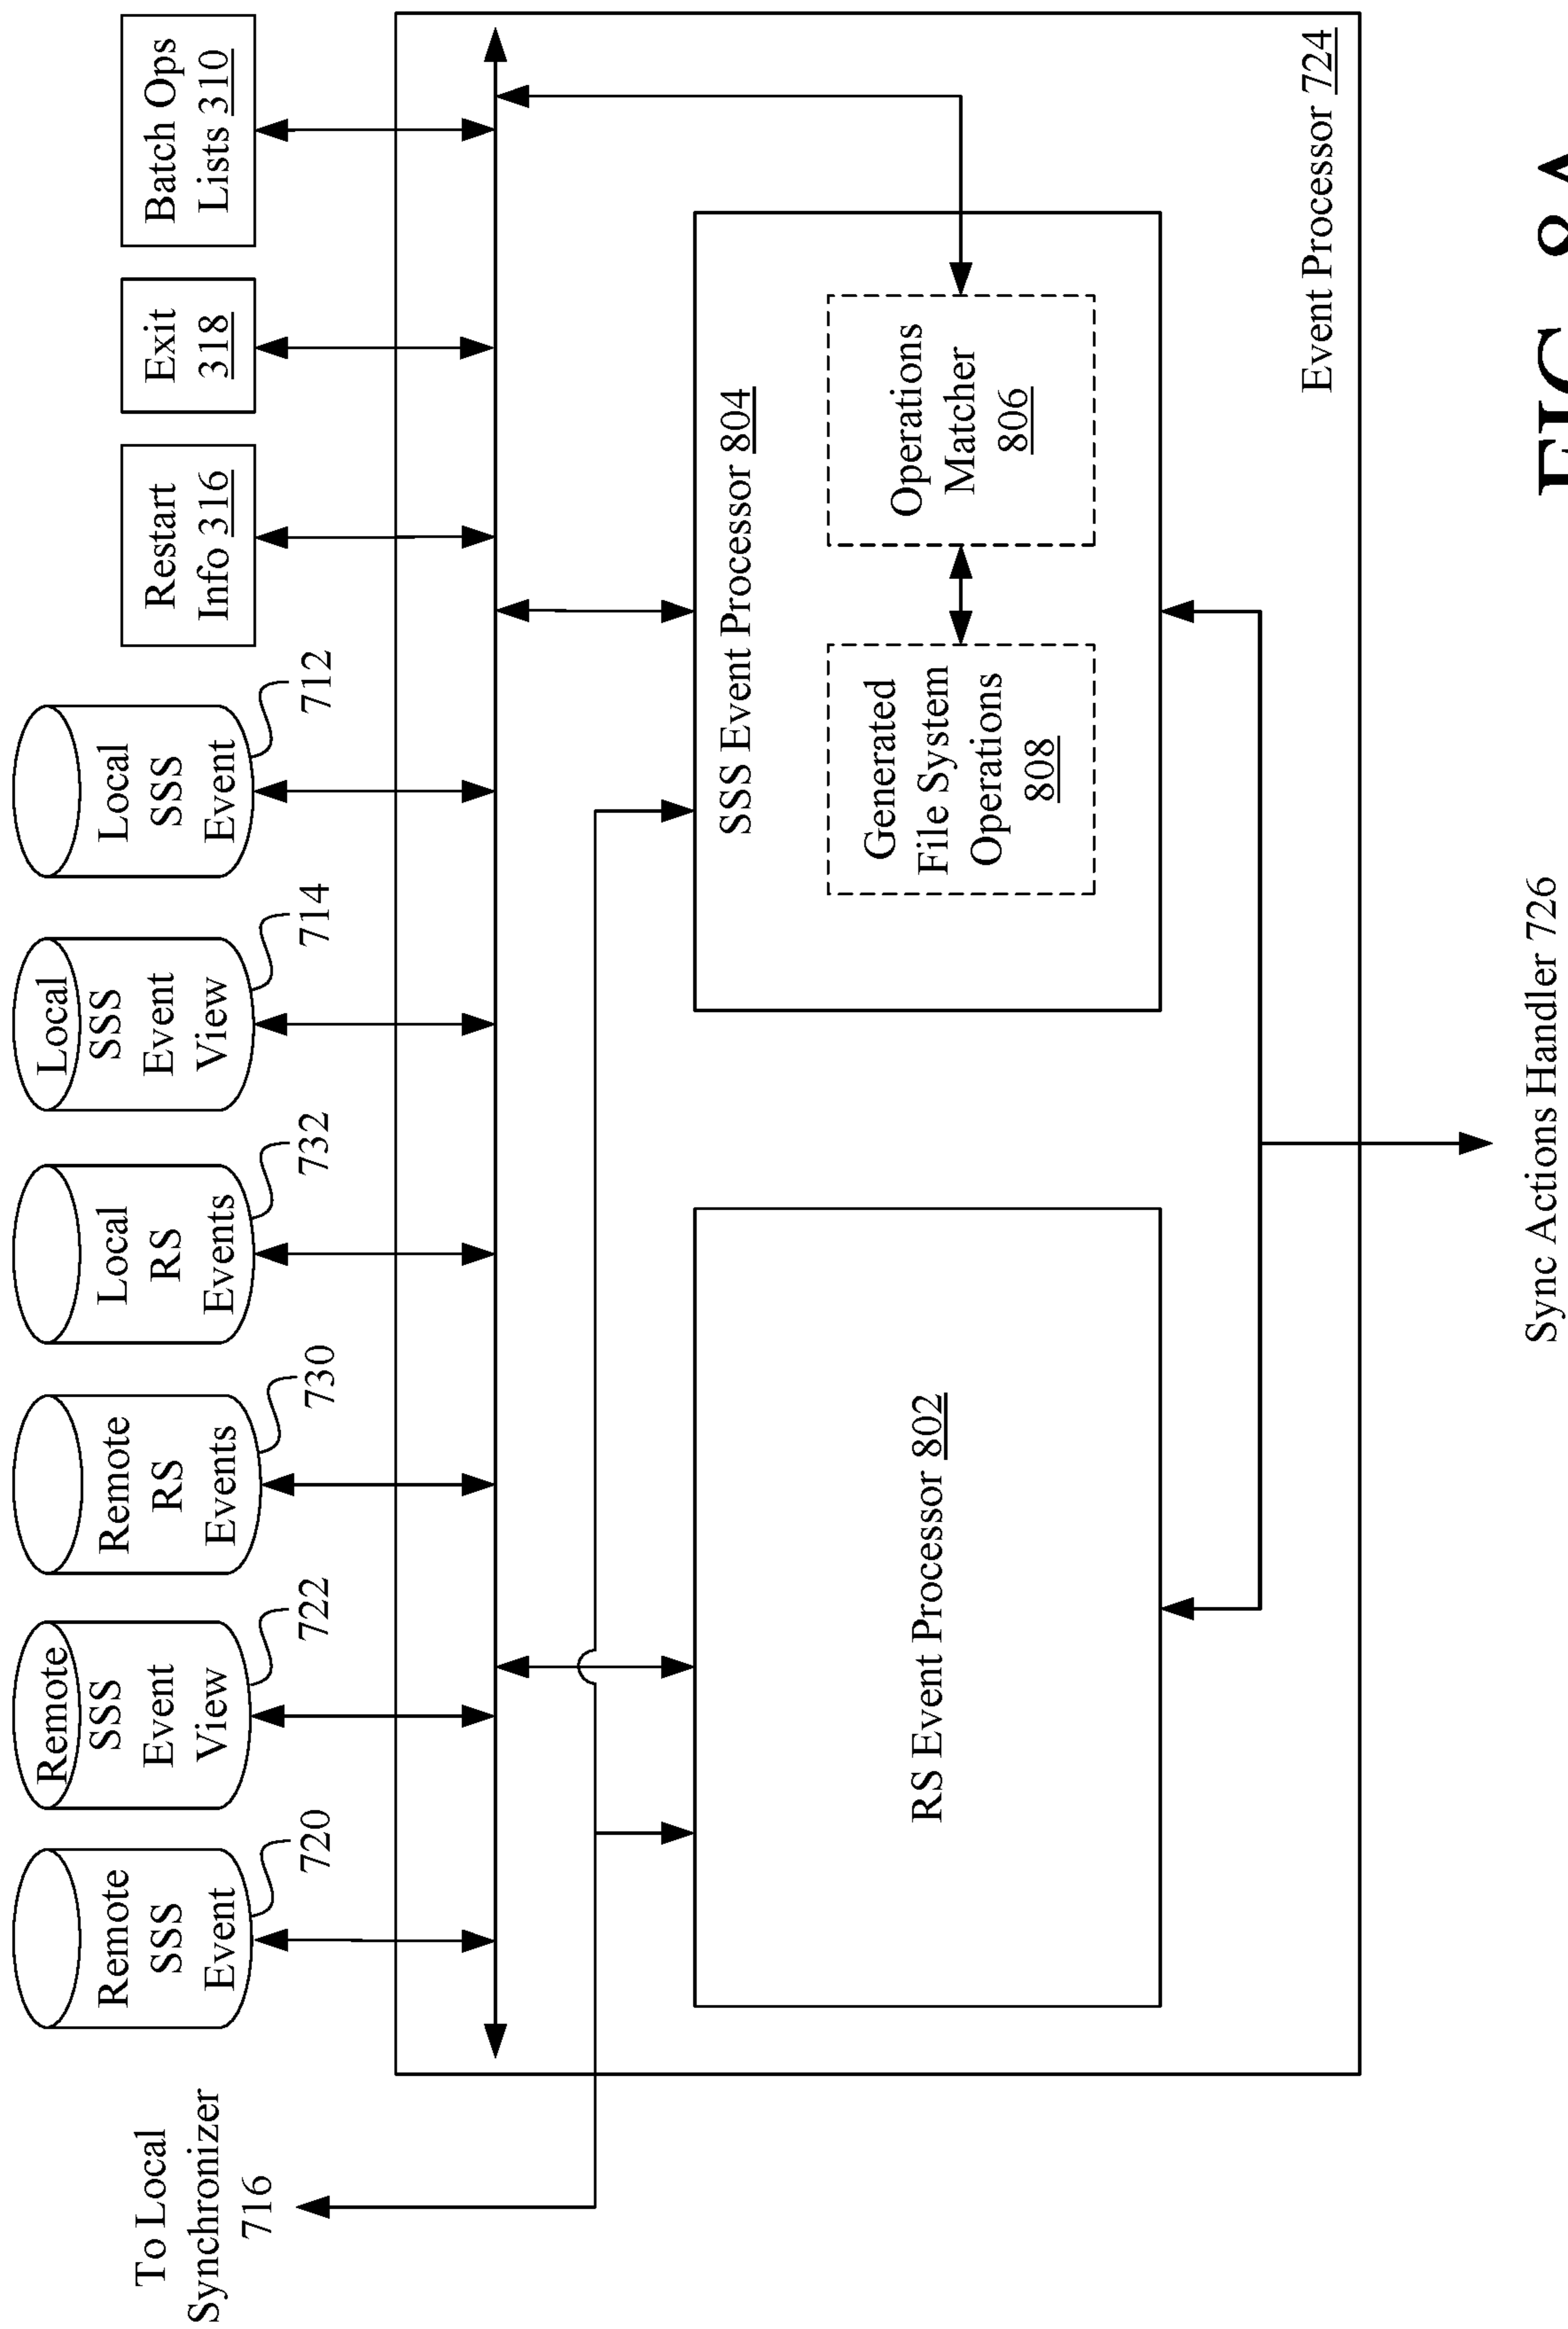 To Local
Synchronizer
716
Remote
SSS
Event
720
Remote
SSS
Event
View
722
Remote
RS
Events
730
Local
RS
Events
732
Local
SSS
Event
View
714
Local
SSS
Event
712
Restart
Info 316
Exit
318
Batch Ops
Lists 310
RS Event Processor 802
SSS Event Processor 804
Generated
File System
Operations
808
Operations
Matcher
806
Event Processor 724
Sync Actions Handler 726
FIG. 8A